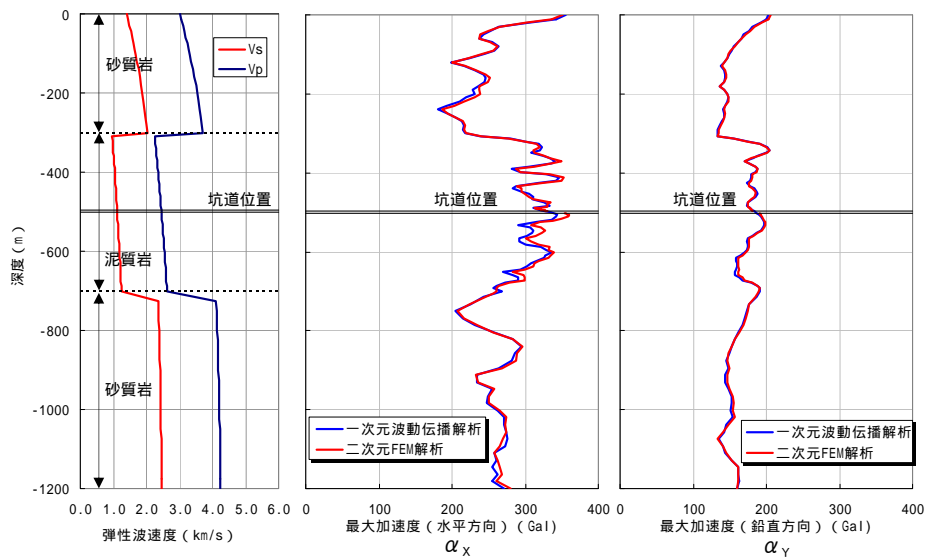 0
-200
-400
-600
-800
-1000
-1200
深度(m)
0.0 1.0 2.0 3.0 4.0 5.0 6.0
弾性波速度(km/s)
砂質岩
泥質岩
砂質岩
Vs
Vp
坑道位置
0 100 200 300 400
最大加速度(水平方向)(Gal)
αX
一次元波動伝播解析
二次元FEM解析
坑道位置
0 100 200 300 400
最大加速度(鉛直方向)(Gal)
αY
一次元波動伝播解析
二次元FEM解析